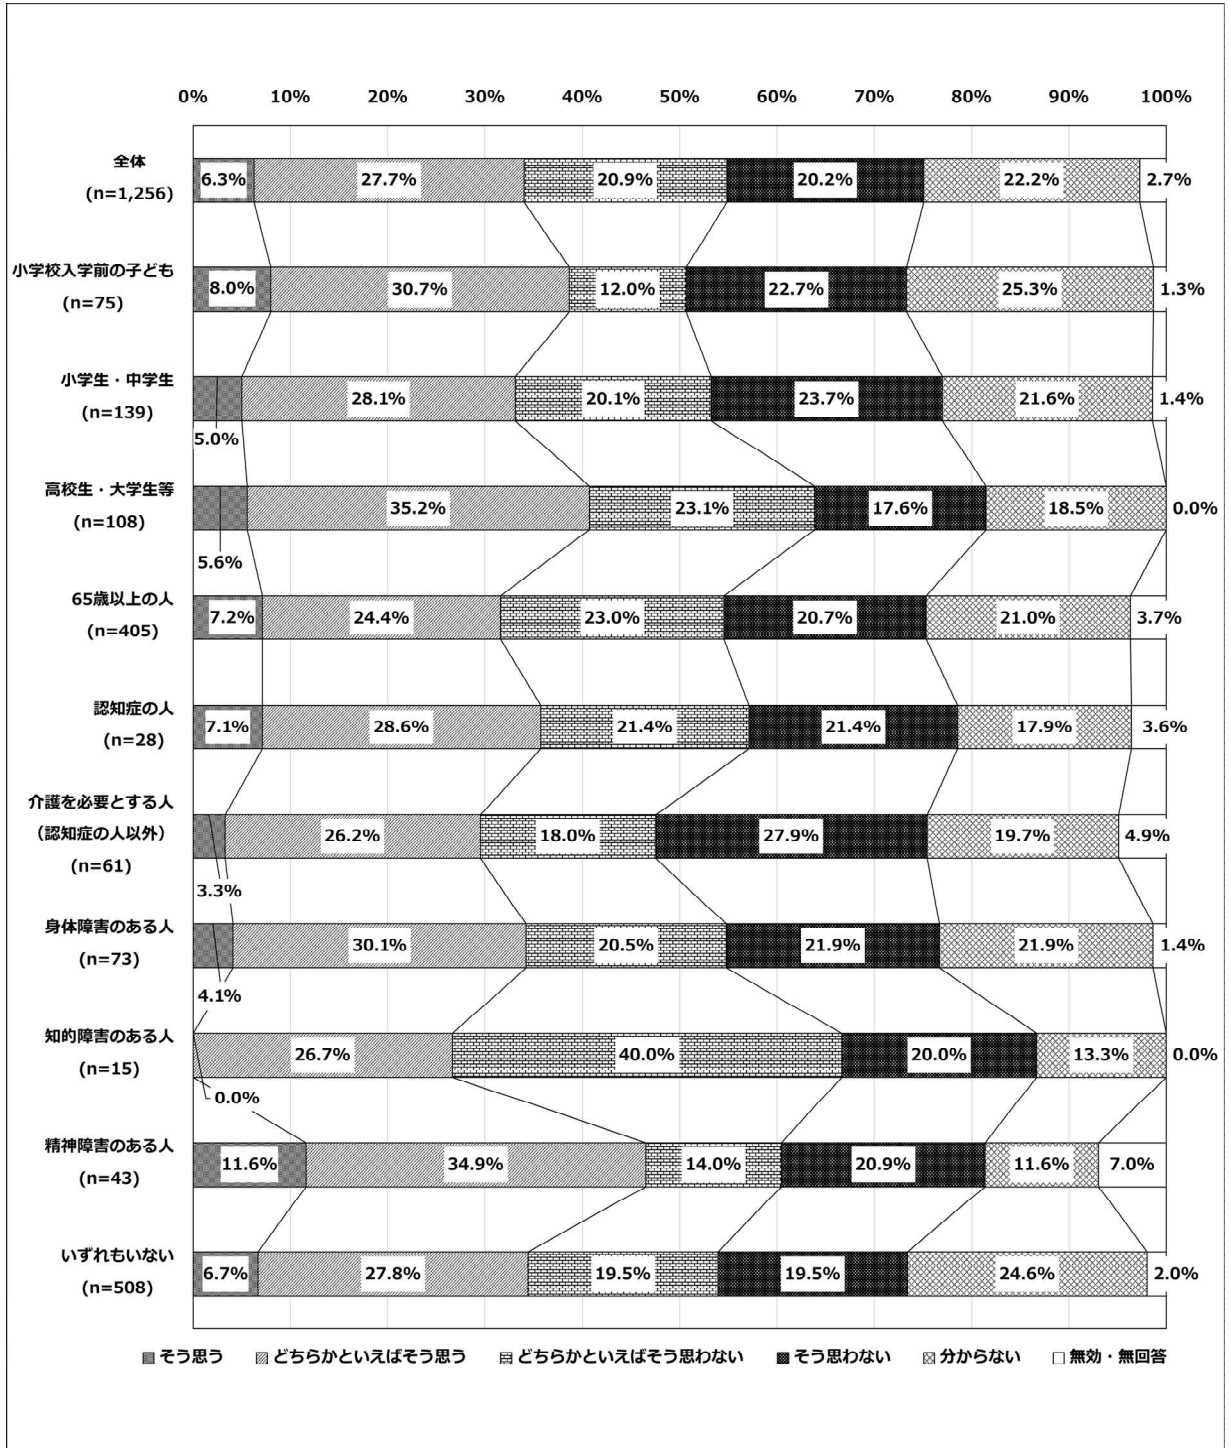 0% 10% 20% 30% 40% 50% 60% 70% 80% 90% 100%
全体
(n=1,256)
6.3% 27.7% 20.9% 20.2% 22.2% 2.7%
小学校入学前の子ども
(n=75)
8.0% 30.7% 12.0% 22.7% 25.3% 1.3%
小学生・中学生
(n=139)
28.1% 20.1% 23.7% 21.6% 1.4%
5.0%
高校生・大学生等
(n=108)
35.2% 23.1% 17.6% 18.5% 0.0%
5.6%
65歳以上の人
(n=405)
7.2% 24.4% 23.0% 20.7% 21.0% 3.7%
認知症の人
(n=28)
7.1% 28.6% 21.4% 21.4% 17.9% 3.6%
介護を必要とする人
（認知症の人以外）
(n=61)
26.2% 18.0% 27.9% 19.7% 4.9%
3.3%
身体障害のある人
(n=73)
30.1% 20.5% 21.9% 21.9% 1.4%
4.1%
知的障害のある人
(n=15)
26.7% 40.0% 20.0% 13.3% 0.0%
0.0%
精神障害のある人
(n=43)
11.6% 34.9% 14.0% 20.9% 11.6% 7.0%
いずれもいない
(n=508)
6.7% 27.8% 19.5% 19.5% 24.6% 2.0%
そう思う どちらかといえばそう思う どちらかといえばそう思わない そう思わない 分からない 無効・無回答